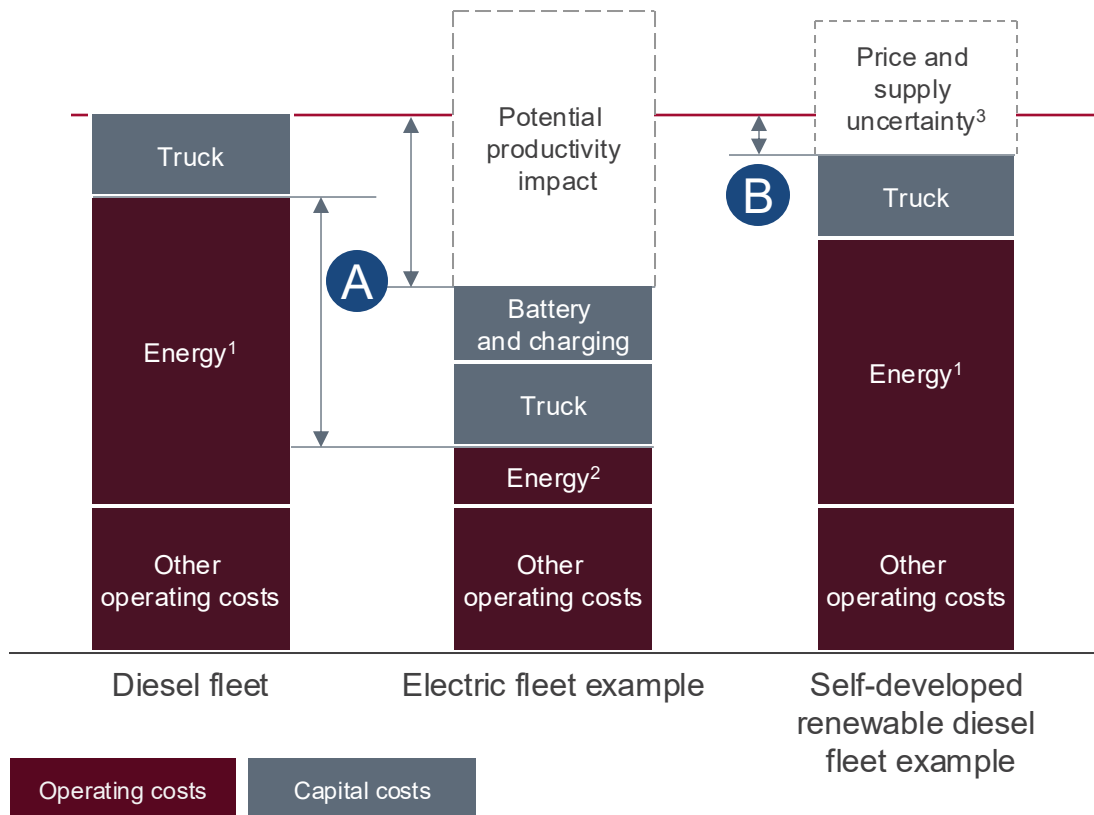 Truck
Energy¹
Other
operating costs
Diesel fleet
A
Potential
productivity
impact
Battery
and charging
Truck
Energy²
Other
operating costs
Electric fleet example
B
Price and
supply
uncertainty³
Truck
Energy¹
Other
operating costs
Self-developed
renewable diesel
fleet example
Operating costs
Capital costs